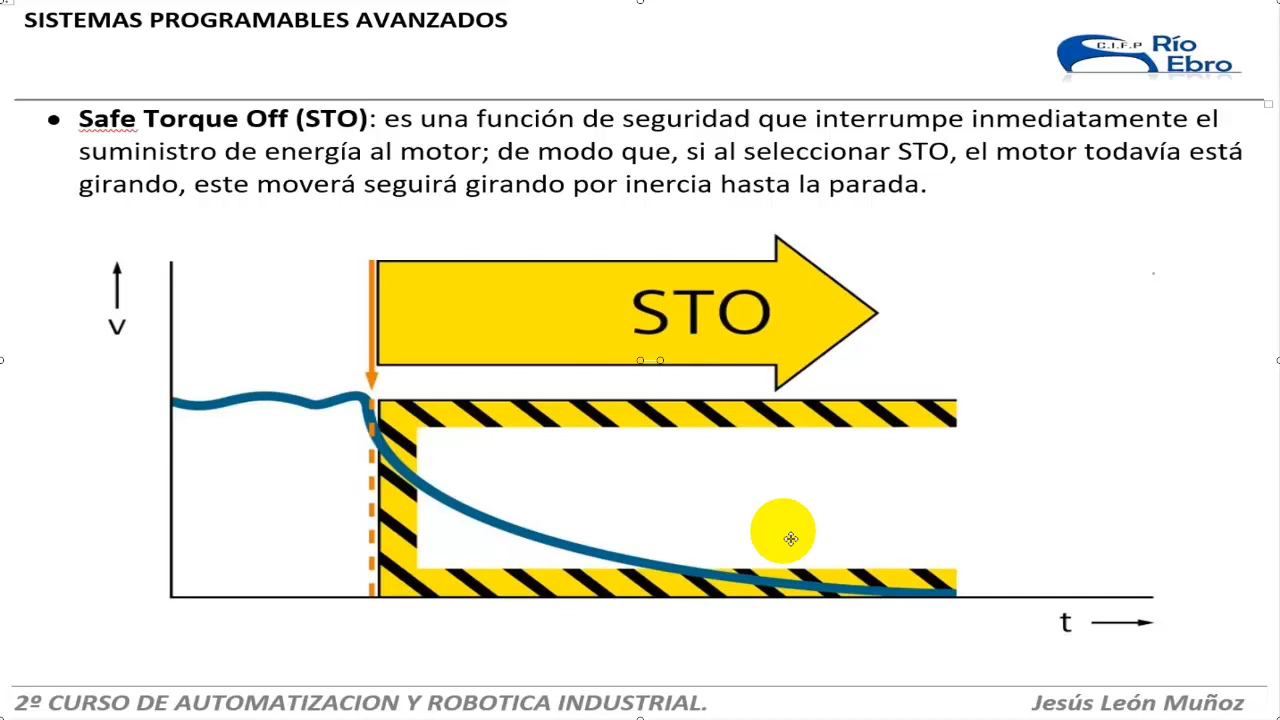 SISTEMAS PROGRAMABLES AVANZADOS
C.I.F.P
Río
Ebro
● Safe Torque Off (STO): es una función de seguridad que interrumpe inmediatamente el
suministro de energía al motor; de modo que, si al seleccionar STO, el motor todavía está
girando, este moverá seguirá girando por inercia hasta la parada.
STO
v
t
2º CURSO DE AUTOMATIZACION Y ROBOTICA INDUSTRIAL.
Jesús León Muñoz